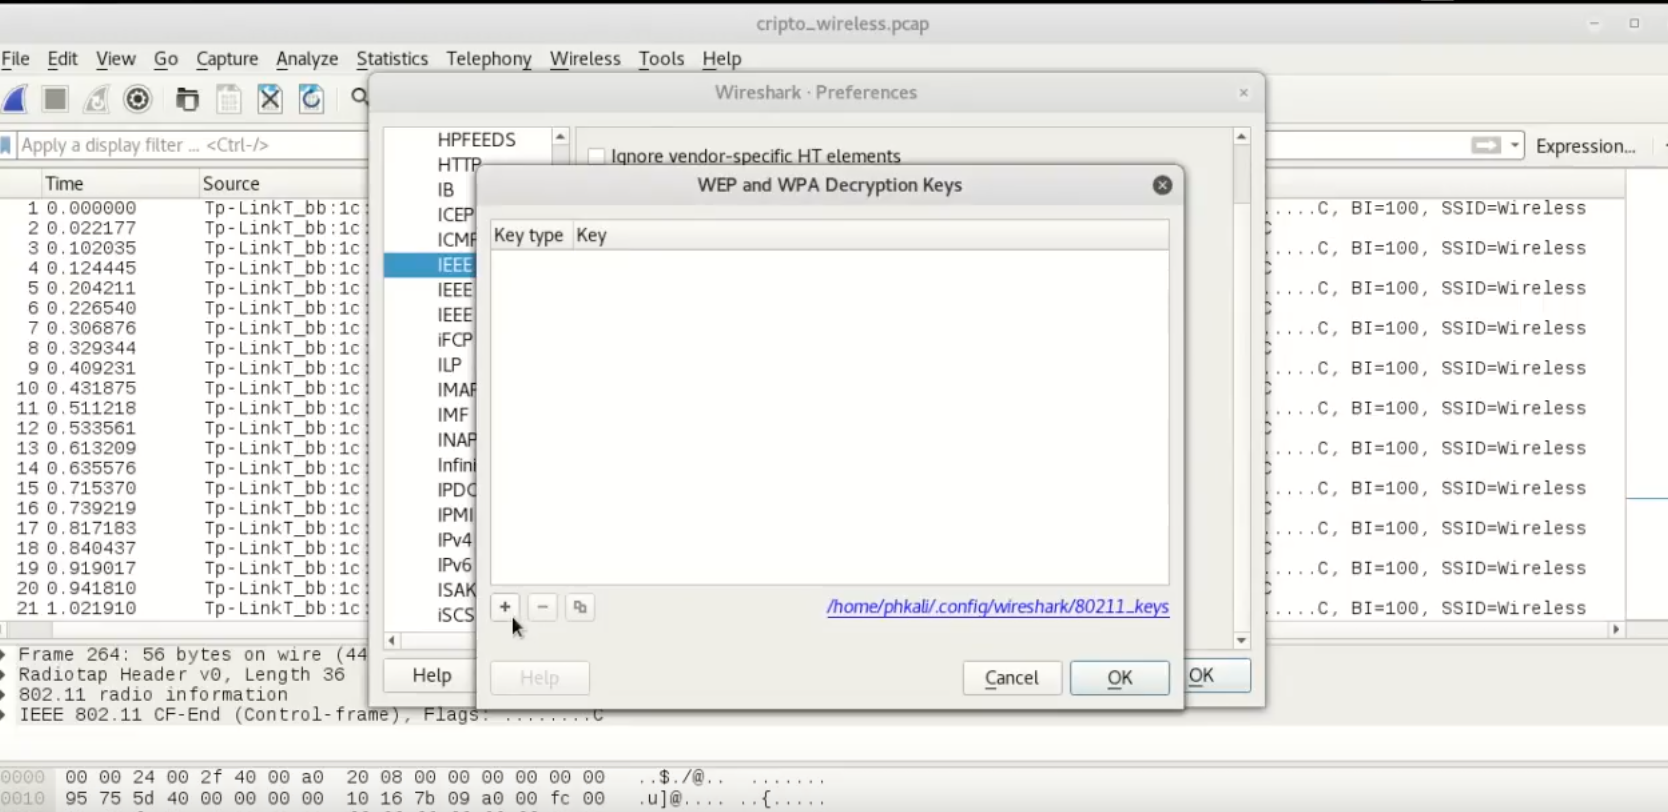 cripto_wireless.pcap
File Edit View Go Capture Analyze Statistics Telephony Wireless Tools Help
Wireshark · Preferences
Apply a display filter ... <Ctrl-/>
Expression...
HPFEEDS
HTTP
IB
ICEP
ICMP
IEEE
IEEE
IEEE
iFCP
ILP
IMAP
IMF
INAP
Infini
IPDC
IPMI
IPv4
IPv6
ISAK
iSCS
Ignore vendor-specific HT elements
WEP and WPA Decryption Keys
Key type Key
+ −
/home/phkali/.config/wireshark/80211_keys
Help Cancel OK
Help OK
Time Source
1 0.000000 Tp-LinkT_bb:1c: .....C, BI=100, SSID=Wireless
2 0.022177 Tp-LinkT_bb:1c: C
3 0.102035 Tp-LinkT_bb:1c: .....C, BI=100, SSID=Wireless
4 0.124445 Tp-LinkT_bb:1c: C
5 0.204211 Tp-LinkT_bb:1c: .....C, BI=100, SSID=Wireless
6 0.226540 Tp-LinkT_bb:1c: C
7 0.306876 Tp-LinkT_bb:1c: .....C, BI=100, SSID=Wireless
8 0.329344 Tp-LinkT_bb:1c: C
9 0.409231 Tp-LinkT_bb:1c: .....C, BI=100, SSID=Wireless
10 0.431875 Tp-LinkT_bb:1c: C
11 0.511218 Tp-LinkT_bb:1c: .....C, BI=100, SSID=Wireless
12 0.533561 Tp-LinkT_bb:1c: C
13 0.613209 Tp-LinkT_bb:1c: .....C, BI=100, SSID=Wireless
14 0.635576 Tp-LinkT_bb:1c: C
15 0.715370 Tp-LinkT_bb:1c: .....C, BI=100, SSID=Wireless
16 0.739219 Tp-LinkT_bb:1c: C
17 0.817183 Tp-LinkT_bb:1c: .....C, BI=100, SSID=Wireless
18 0.840437 Tp-LinkT_bb:1c: C
19 0.919017 Tp-LinkT_bb:1c: .....C, BI=100, SSID=Wireless
20 0.941810 Tp-LinkT_bb:1c: C
21 1.021910 Tp-LinkT_bb:1c: .....C, BI=100, SSID=Wireless
Frame 264: 56 bytes on wire (44
Radiotap Header v0, Length 36
802.11 radio information
IEEE 802.11 CF-End (Control-frame), Flags: ........C
0000 00 00 24 00 2f 40 00 a0 20 08 00 00 00 00 00 00 ..$./@.. .......
0010 95 75 5d 40 00 00 00 00 10 16 7b 09 a0 00 fc 00 .u]@.... ..{.....